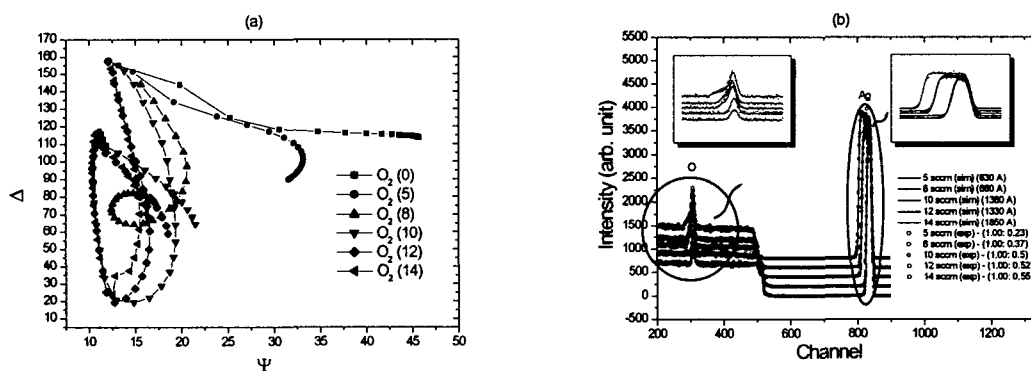 (a)
Δ
170
160
150
140
130
120
110
100
90
80
70
60
50
40
30
20
10
10 15 20 25 30 35 40 45 50
Ψ
O₂ (0)
O₂ (5)
O₂ (8)
O₂ (10)
O₂ (12)
O₂ (14)
(b)
Intensity (arb. unit)
5500
5000
4500
4000
3500
3000
2500
2000
1500
1000
500
0
-500
200 400 600 800 1000 1200
Channel
O
Ag
5 sccm (sim) (830 A)
8 sccm (sim) (880 A)
10 sccm (sim) (1380 A)
12 sccm (sim) (1330 A)
14 sccm (sim) (1850 A)
5 sccm (exp) - (1.00: 0.23)
8 sccm (exp) - (1.00: 0.37)
10 sccm (exp) - (1.00: 0.5)
12 sccm (exp) - (1.00: 0.52)
14 sccm (exp) - (1.00: 0.55)